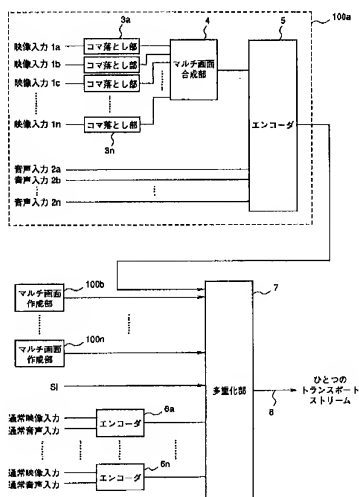 100a
3a
4
5
映像入力 1a
コマ落とし部
映像入力 1b
コマ落とし部
マルチ画面
合成部
映像入力 1c
コマ落とし部
エンコーダ
映像入力 1n
コマ落とし部
3n
音声入力 2a
音声入力 2b
音声入力 2n
100b
7
マルチ画面
作成部
100n
マルチ画面
作成部
多重化部
ひとつの
トランスポート
ストリーム
SI
8
6a
通常映像入力
通常音声入力
エンコーダ
6n
通常映像入力
通常音声入力
エンコーダ